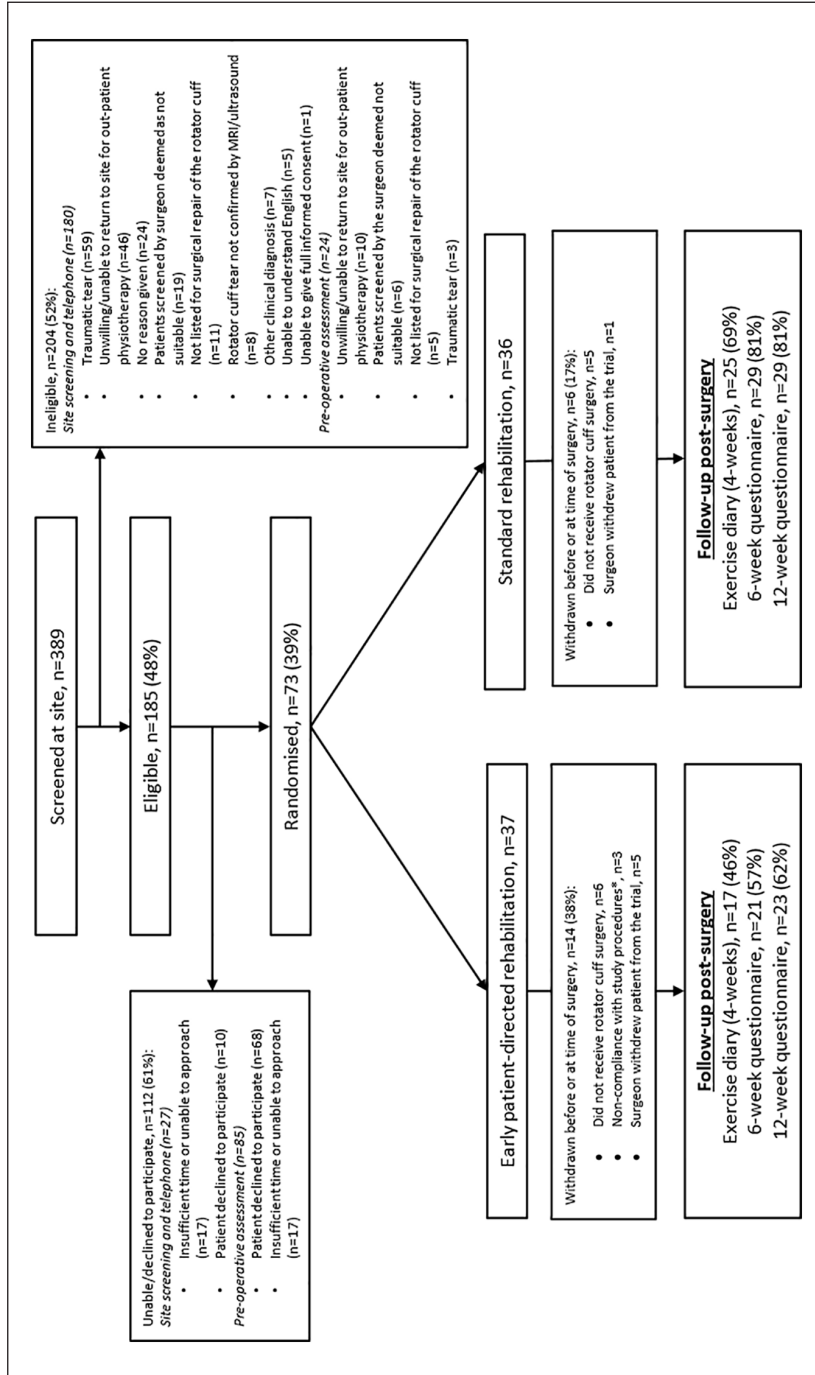 Screened at site, n=389
Ineligible, n=204 (52%):
Site screening and telephone (n=180)
• Traumatic tear (n=59)
• Unwilling/unable to return to site for out-patient
physiotherapy (n=46)
• No reason given (n=24)
• Patients screened by surgeon deemed as not
suitable (n=19)
• Not listed for surgical repair of the rotator cuff
(n=11)
• Rotator cuff tear not confirmed by MRI/ultrasound
(n=8)
• Other clinical diagnosis (n=7)
• Unable to understand English (n=5)
• Unable to give full informed consent (n=1)
Pre-operative assessment (n=24)
• Unwilling/unable to return to site for out-patient
physiotherapy (n=10)
• Patients screened by the surgeon deemed not
suitable (n=6)
• Not listed for surgical repair of the rotator cuff
(n=5)
• Traumatic tear (n=3)
Eligible, n=185 (48%)
Unable/declined to participate, n=112 (61%):
Site screening and telephone (n=27)
• Insufficient time or unable to approach
(n=17)
• Patient declined to participate (n=10)
Pre-operative assessment (n=85)
• Patient declined to participate (n=68)
• Insufficient time or unable to approach
(n=17)
Randomised, n=73 (39%)
Early patient-directed rehabilitation, n=37
Withdrawn before or at time of surgery, n=14 (38%):
• Did not receive rotator cuff surgery, n=6
• Non-compliance with study procedures*, n=3
• Surgeon withdrew patient from the trial, n=5
Follow-up post-surgery
Exercise diary (4-weeks), n=17 (46%)
6-week questionnaire, n=21 (57%)
12-week questionnaire, n=23 (62%)
Standard rehabilitation, n=36
Withdrawn before or at time of surgery, n=6 (17%):
• Did not receive rotator cuff surgery, n=5
• Surgeon withdrew patient from the trial, n=1
Follow-up post-surgery
Exercise diary (4-weeks), n=25 (69%)
6-week questionnaire, n=29 (81%)
12-week questionnaire, n=29 (81%)